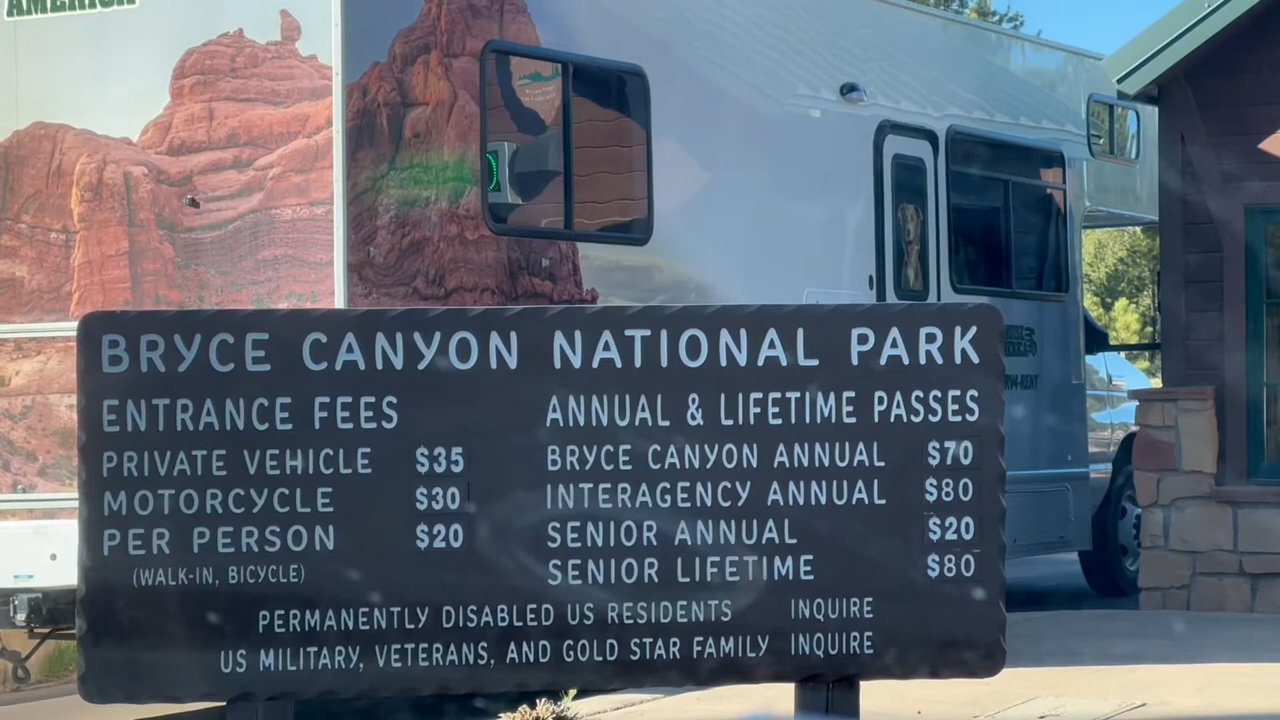 AMERICA
BRYCE CANYON NATIONAL PARK
ENTRANCE FEES
PRIVATE VEHICLE $35
MOTORCYCLE $30
PER PERSON $20
(WALK-IN, BICYCLE)
ANNUAL & LIFETIME PASSES
BRYCE CANYON ANNUAL $70
INTERAGENCY ANNUAL $80
SENIOR ANNUAL $20
SENIOR LIFETIME $80
PERMANENTLY DISABLED US RESIDENTS INQUIRE
US MILITARY, VETERANS, AND GOLD STAR FAMILY INQUIRE